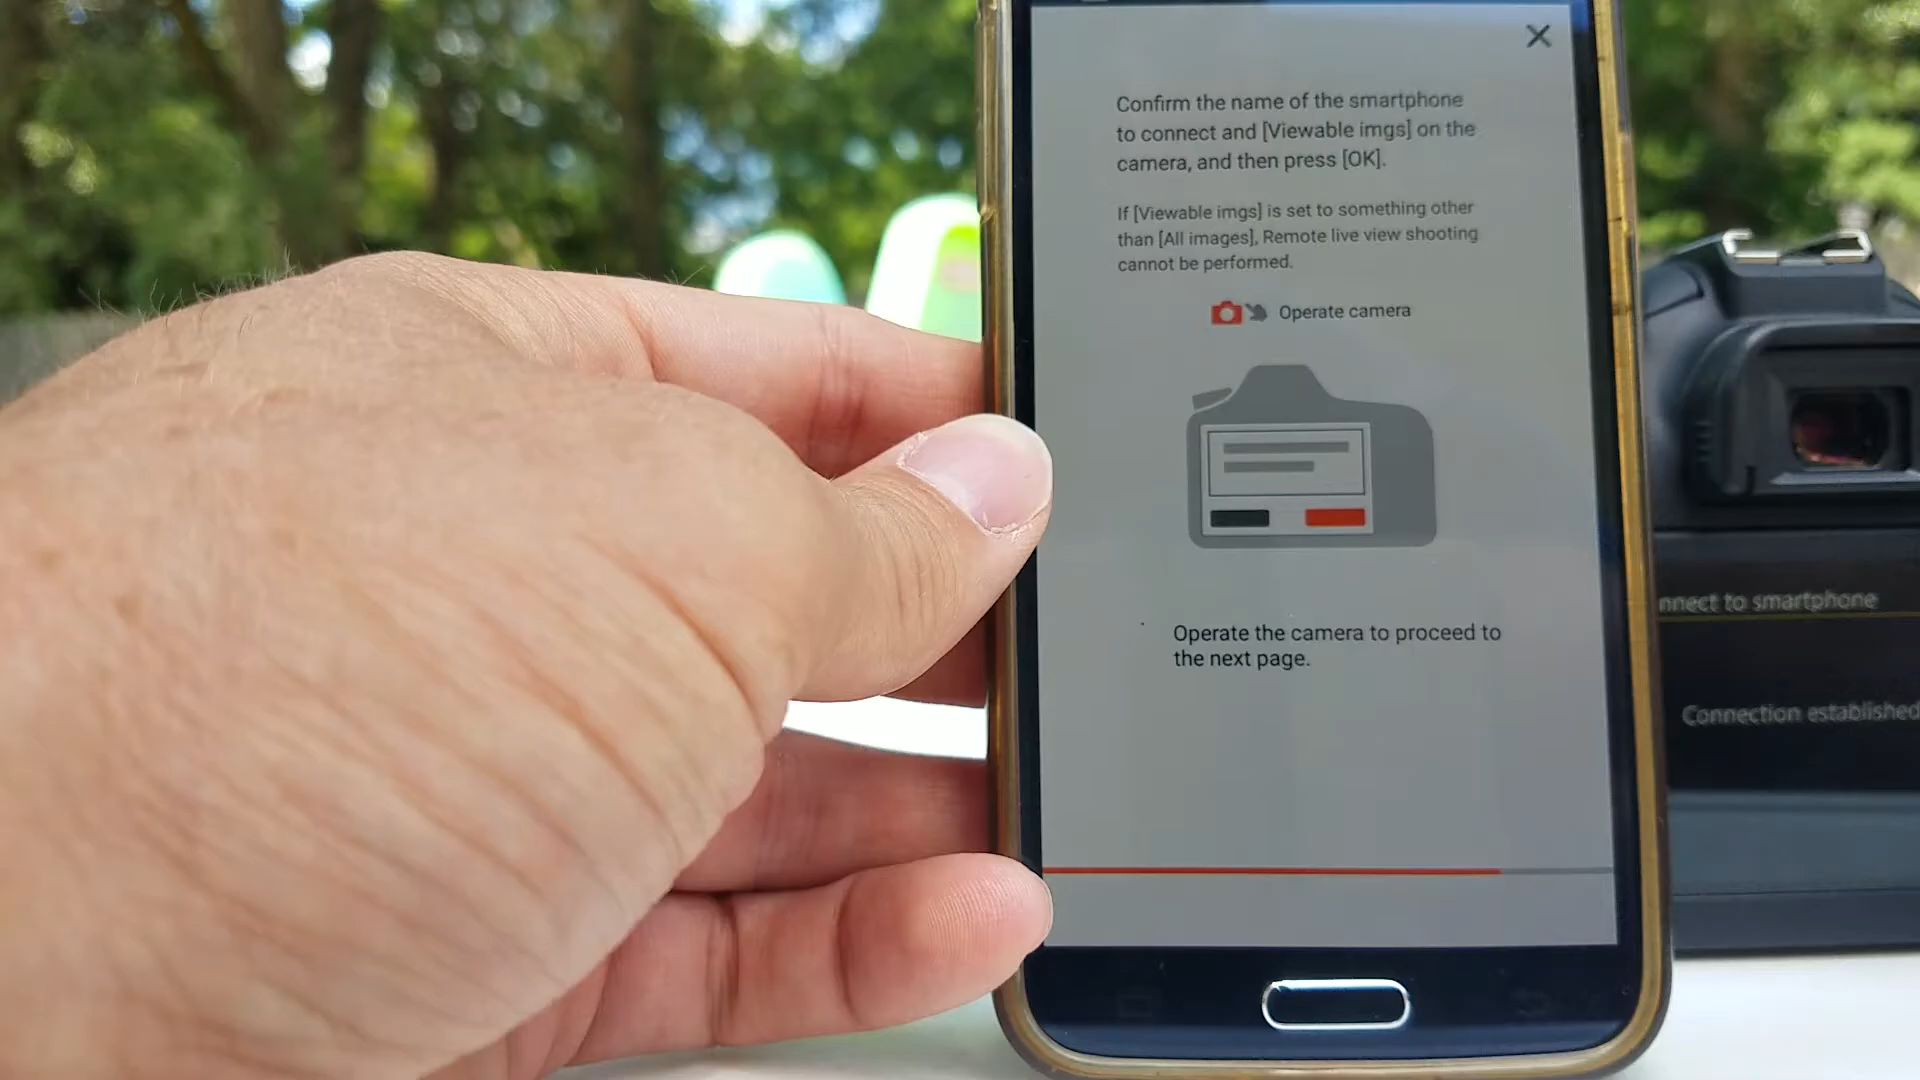 Confirm the name of the smartphone
to connect and [Viewable imgs] on the
camera, and then press [OK].
If [Viewable imgs] is set to something other
than [All images], Remote live view shooting
cannot be performed.
Operate camera
Operate the camera to proceed to
the next page.
nnect to smartphone
Connection established